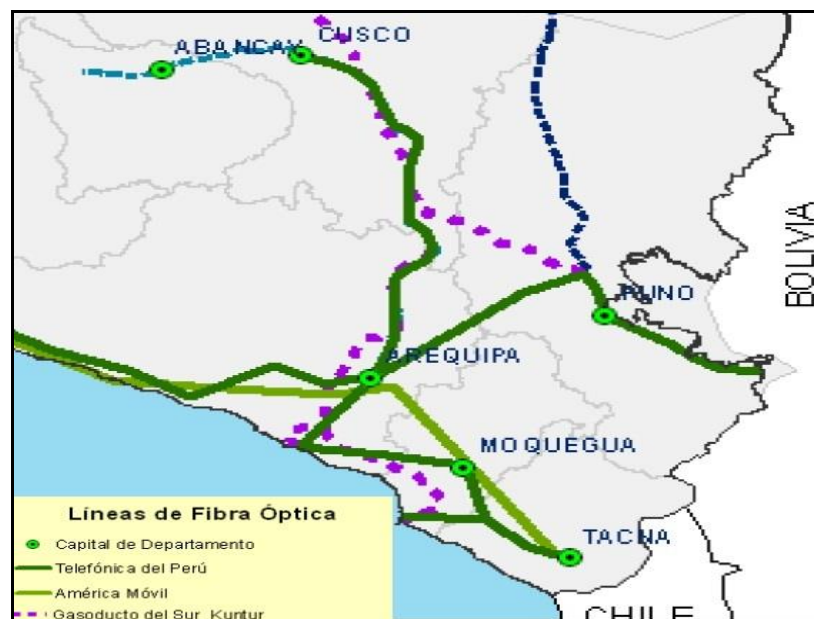 ABANCAY
CUSCO
BOLIVIA
PUNO
AREQUIPA
MOQUEGUA
TACNA
CHILE
Líneas de Fibra Óptica
Capital de Departamento
Telefónica del Perú
América Móvil
Gasoducto del Sur Kuntur